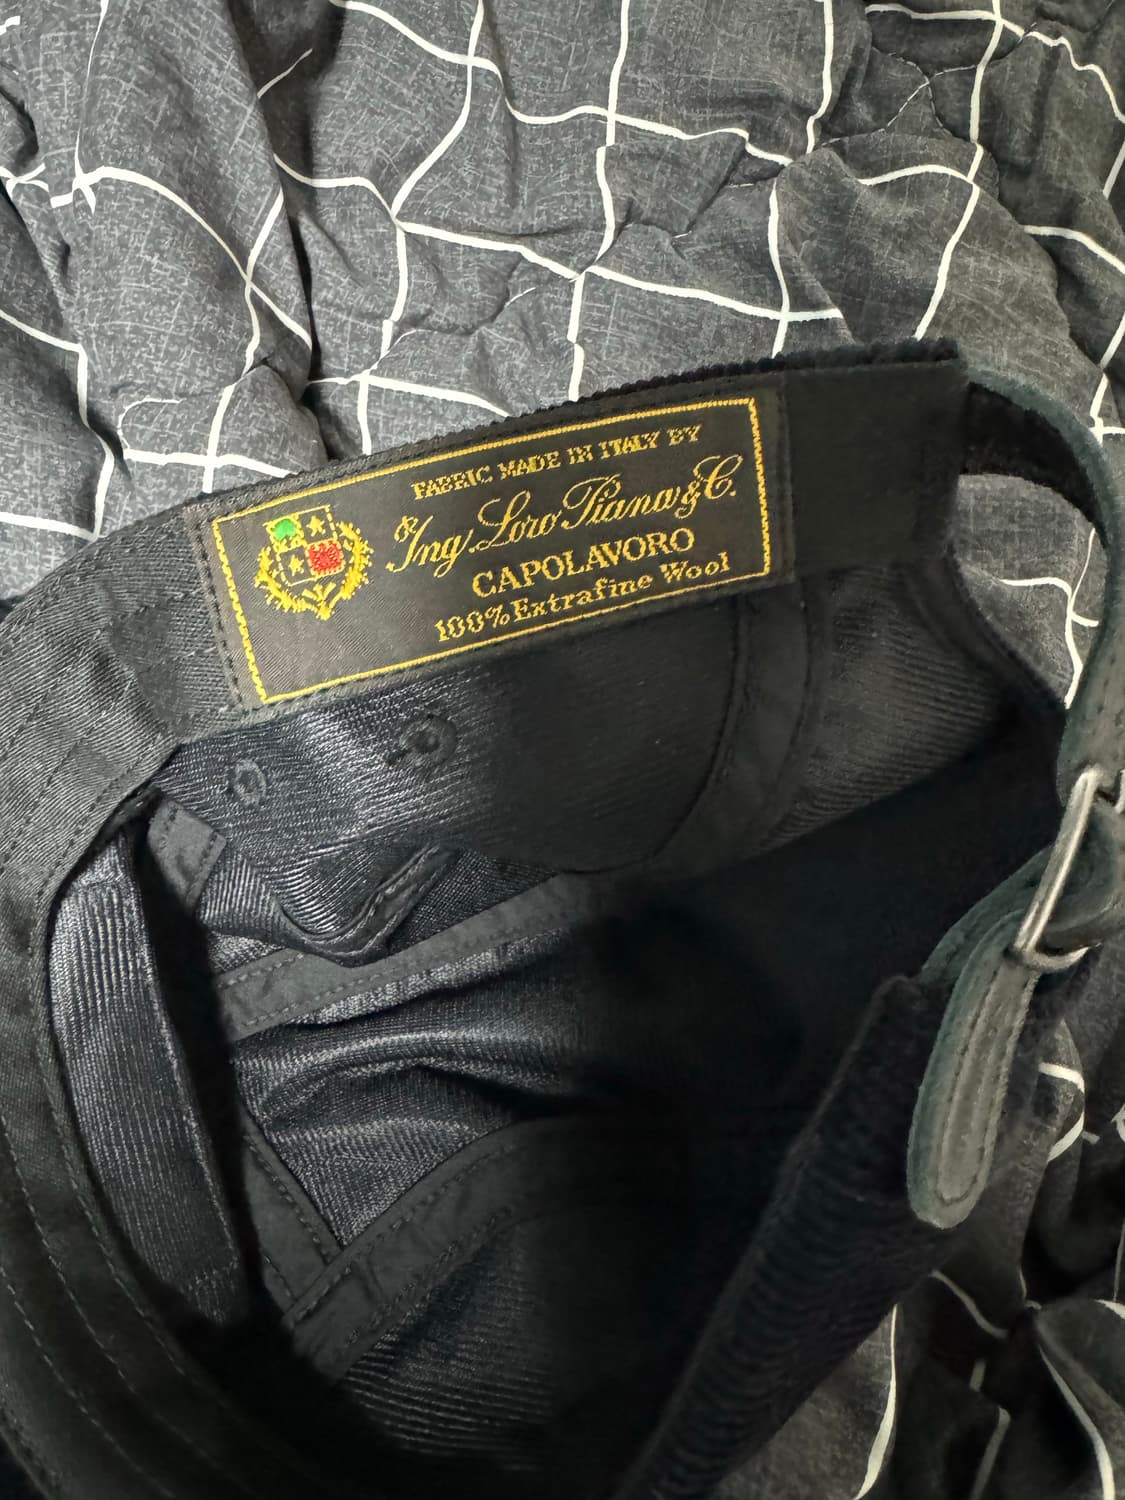 FABRIC MADE IN ITALY BY
Ing. Loro Piana & C.
CAPOLAVORO
100% Extrafine Wool